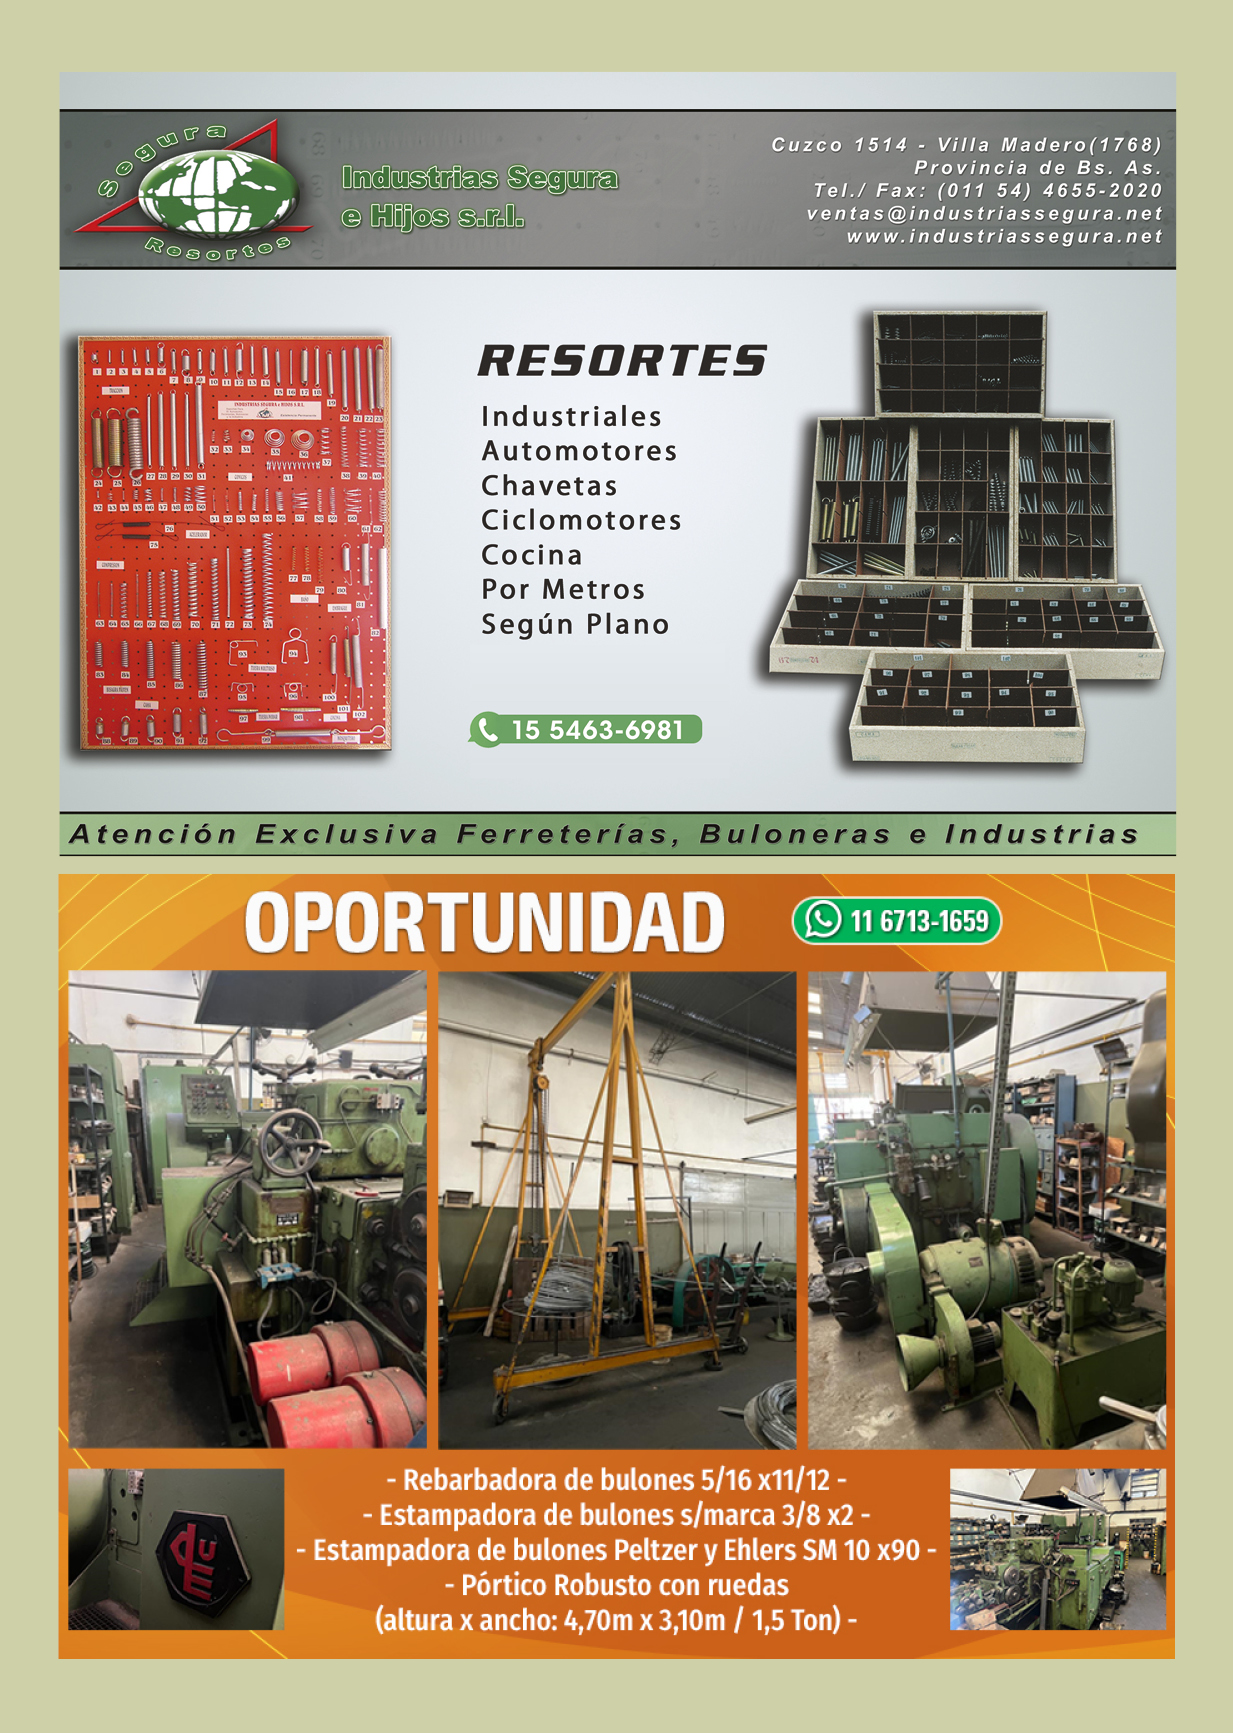 Segura
Resortes
Industrias Segura
e Hijos s.r.l.
Cuzco 1514 - Villa Madero(1768)
Provincia de Bs. As.
Tel./ Fax: (011 54) 4655-2020
ventas@industriassegura.net
www.industriassegura.net
RESORTES
Industriales
Automotores
Chavetas
Ciclomotores
Cocina
Por Metros
Según Plano
15 5463-6981
INDUSTRIAS SEGURA e HIJOS S.R.L.
Atención Exclusiva Ferreterías, Buloneras e Industrias
OPORTUNIDAD
11 6713-1659
- Rebarbadora de bulones 5/16 x11/12 -
- Estampadora de bulones s/marca 3/8 x2 -
- Estampadora de bulones Peltzer y Ehlers SM 10 x90 -
- Pórtico Robusto con ruedas
(altura x ancho: 4,70m x 3,10m / 1,5 Ton) -